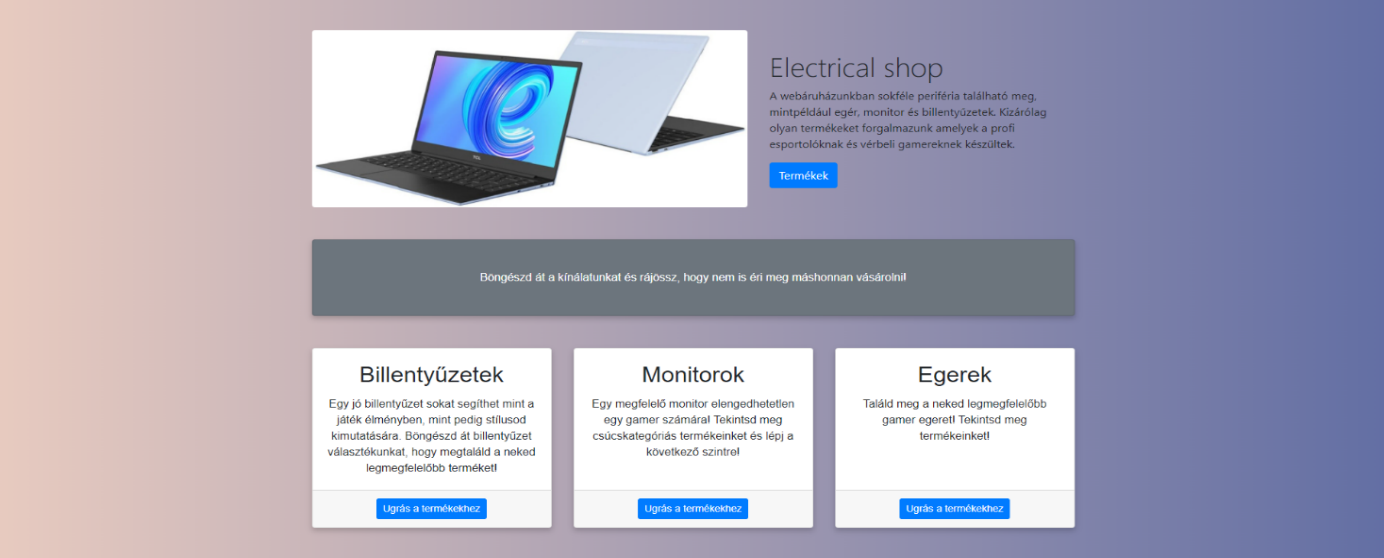 Electrical shop
A webáruházunkban sokféle periféria található meg,
mintpéldául egér, monitor és billentyűzetek. Kizárólag
olyan termékeket forgalmazunk amelyek a profi
esportolóknak és vérbeli gamereknek készültek.
Termékek
Böngészd át a kínálatunkat és rájössz, hogy nem is éri meg máshonnan vásárolni!
Billentyűzetek
Egy jó billentyűzet sokat segíthet mint a
játék élményben, mint pedig stílusod
kimutatására. Böngészd át billentyűzet
választékunkat, hogy megtaláld a neked
legmegfelelőbb terméket!
Ugrás a termékekhez
Monitorok
Egy megfelelő monitor elengedhetetlen
egy gamer számára! Tekintsd meg
csúcskategóriás termékeinket és lépj a
következő szintre!
Ugrás a termékekhez
Egerek
Találd meg a neked legmegfelelőbb
gamer egeret! Tekintsd meg
termékeinket!
Ugrás a termékekhez